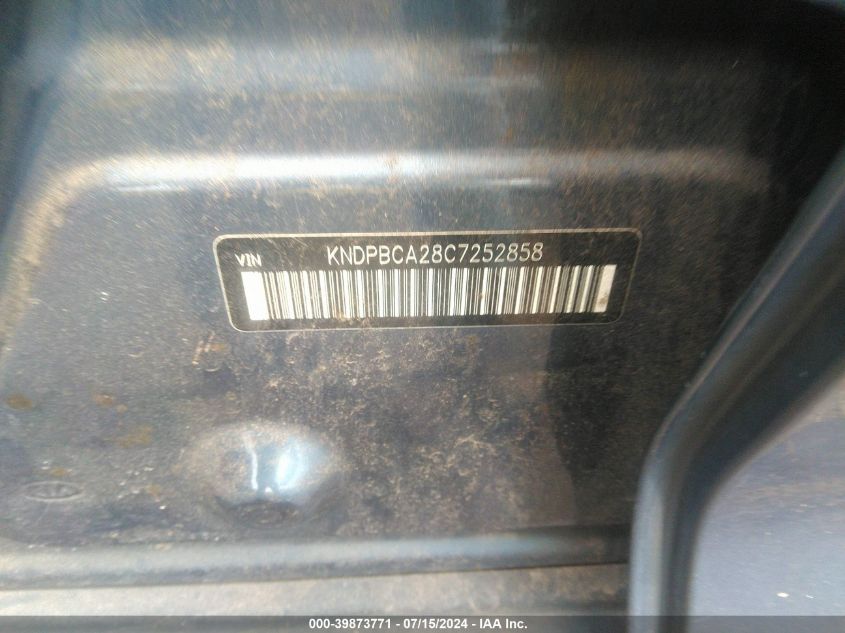 VIN KNDPBCA28C7252858
000-39873771 - 07/15/2024 - IAA Inc.